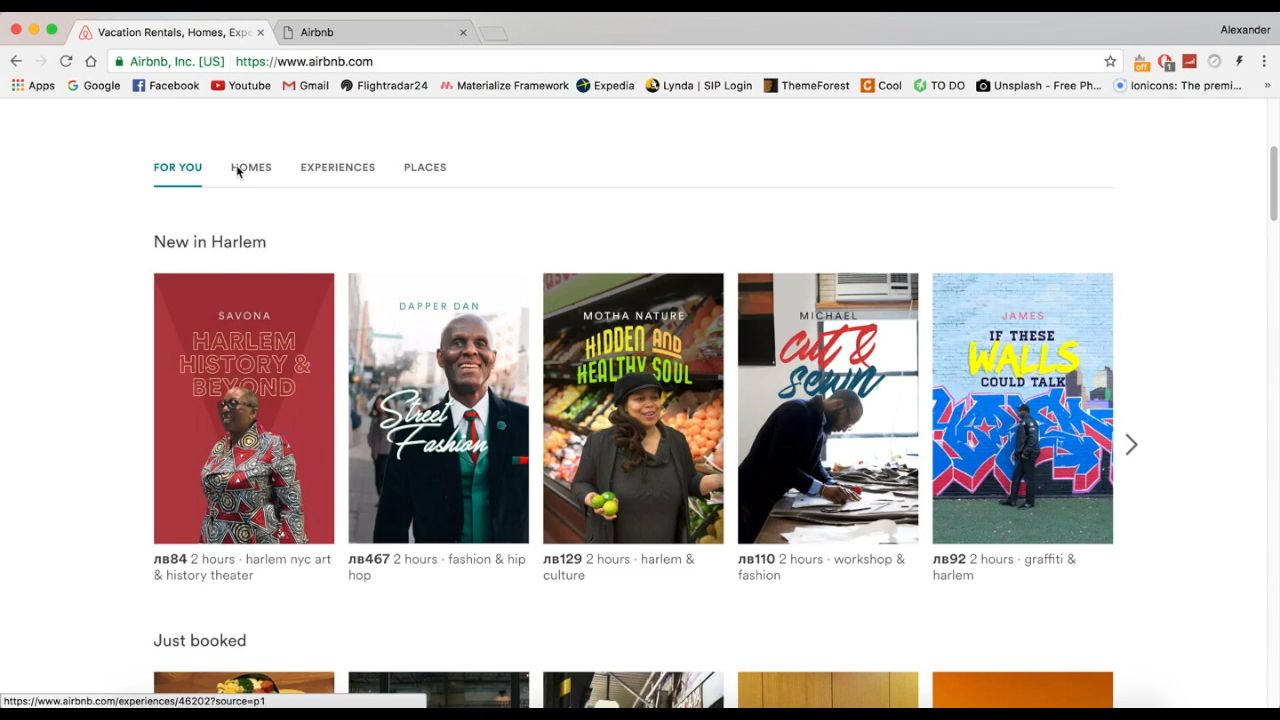 Vacation Rentals, Homes, Expe
Airbnb
Alexander
Airbnb, Inc. [US] https://www.airbnb.com
off
1
Apps
Google
Facebook
Youtube
Gmail
Flightradar24
Materialize Framework
Expedia
Lynda | SIP Login
ThemeForest
Cool
TO DO
Unsplash - Free Ph...
Ionicons: The premi...
»
FOR YOU
HOMES
EXPERIENCES
PLACES
New in Harlem
SAVONA
HARLEM
HISTORY &
BEYOND
DAPPER DAN
Street
Fashion
MOTHA NATURE
HIDDEN AND
HEALTHY SOUL
MICHAEL
cut &
sewn
JAMES
IF THESE
WALLS
COULD TALK
лв84 2 hours · harlem nyc art
& history theater
лв467 2 hours · fashion & hip
hop
лв129 2 hours · harlem &
culture
лв110 2 hours · workshop &
fashion
лв92 2 hours · graffiti &
harlem
Just booked
https://www.airbnb.com/experiences/46202?source=p1